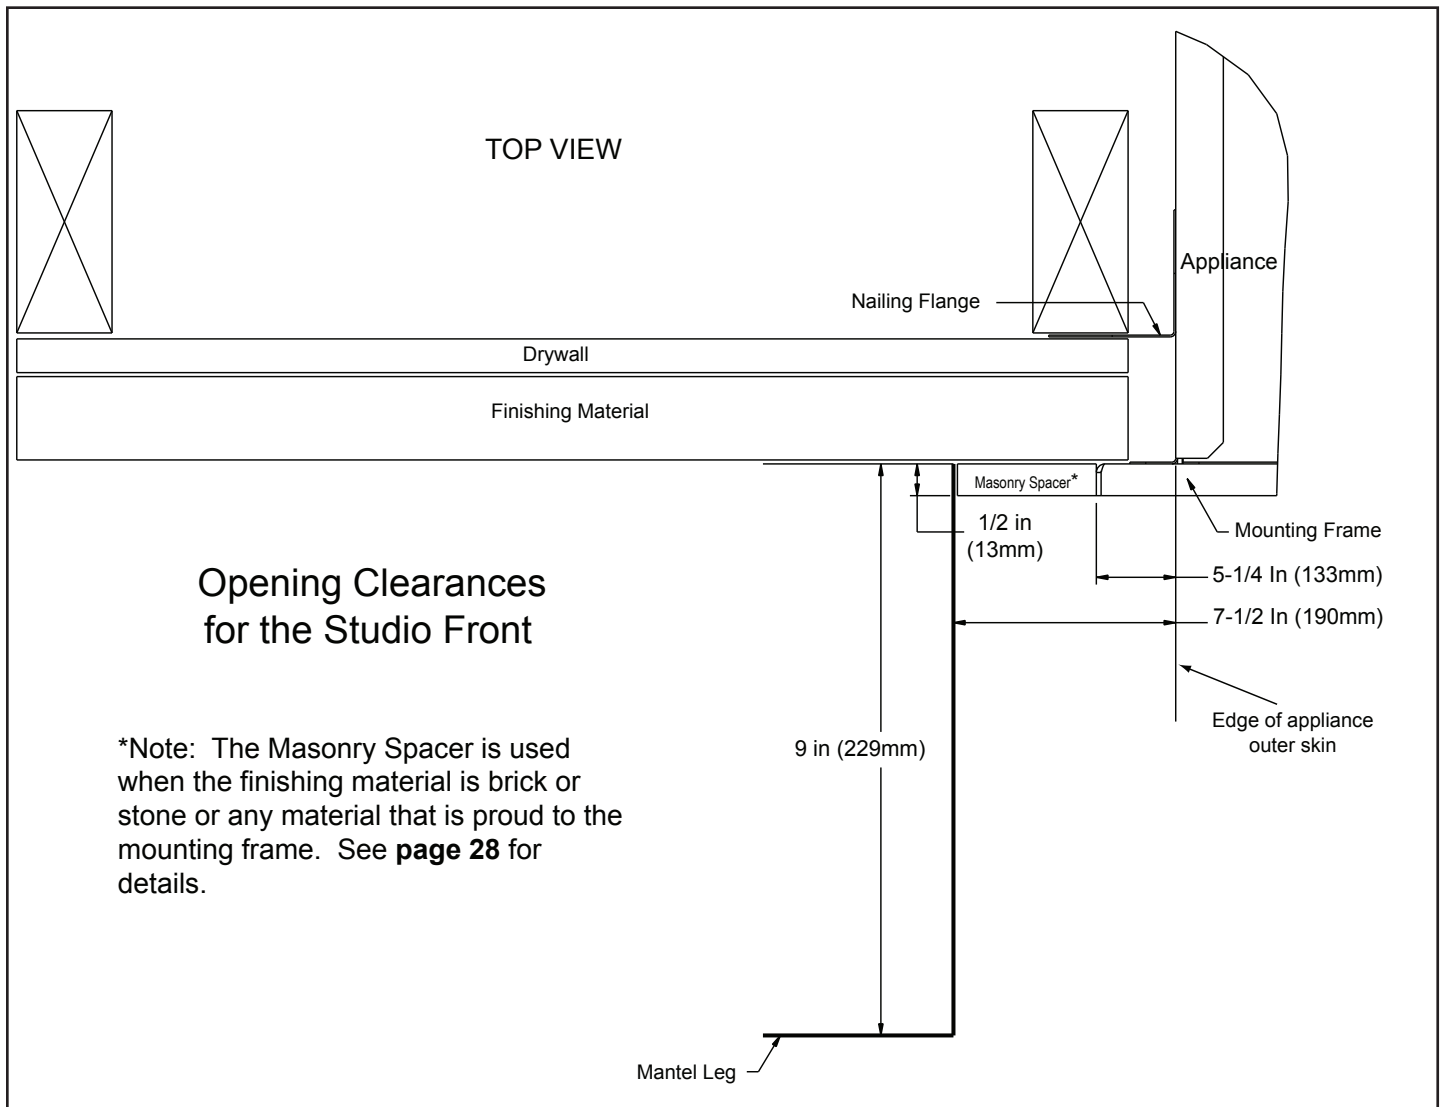 TOP VIEW
Appliance
Nailing Flange
Drywall
Finishing Material
Masonry Spacer*
1/2 in
(13mm)
Mounting Frame
5-1/4 In (133mm)
7-1/2 In (190mm)
Opening Clearances
for the Studio Front
Edge of appliance
outer skin
9 in (229mm)
*Note:  The Masonry Spacer is used
when the finishing material is brick or
stone or any material that is proud to the
mounting frame.  See page 28 for
details.
Mantel Leg